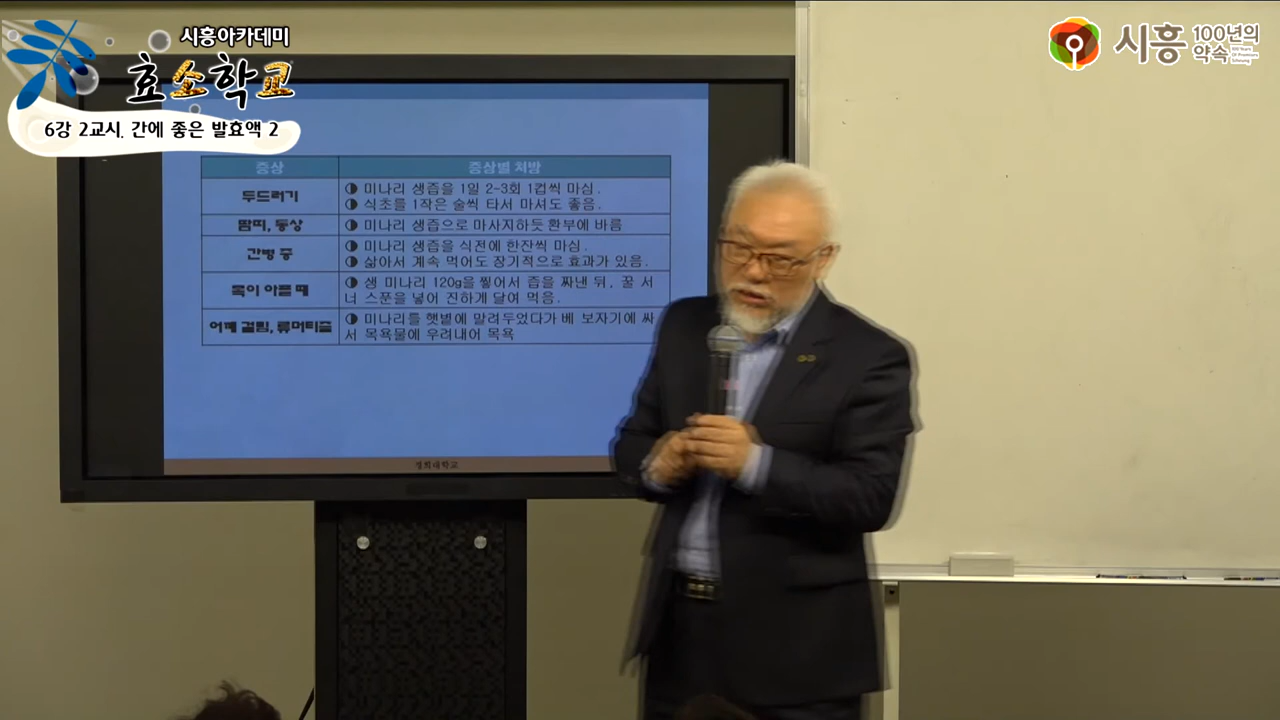 시흥아카데미
효소학교
6강 2교시. 간에 좋은 발효액 2
시흥 100년의
약속
증상 증상별 처방
두드러기
◑ 미나리 생즙을 1일 2-3회 1컵씩 마심.
◑ 식초를 1작은 술씩 타서 마셔도 좋음.
땀띠, 동상
◑ 미나리 생즙으로 마사지하듯 환부에 바름
간병 중
◑ 미나리 생즙을 식전에 한잔씩 마심.
◑ 삶아서 계속 먹어도 장기적으로 효과가 있음.
목이 아플 때
◑ 생 미나리 120g을 찧어서 즙을 짜낸 뒤, 꿀 서
너 스푼을 넣어 진하게 달여 먹음.
어깨 결림, 류머티즘
◑ 미나리를 햇볕에 말려두었다가 베 보자기에 싸
서 목욕물에 우려내어 목욕
경희대학교